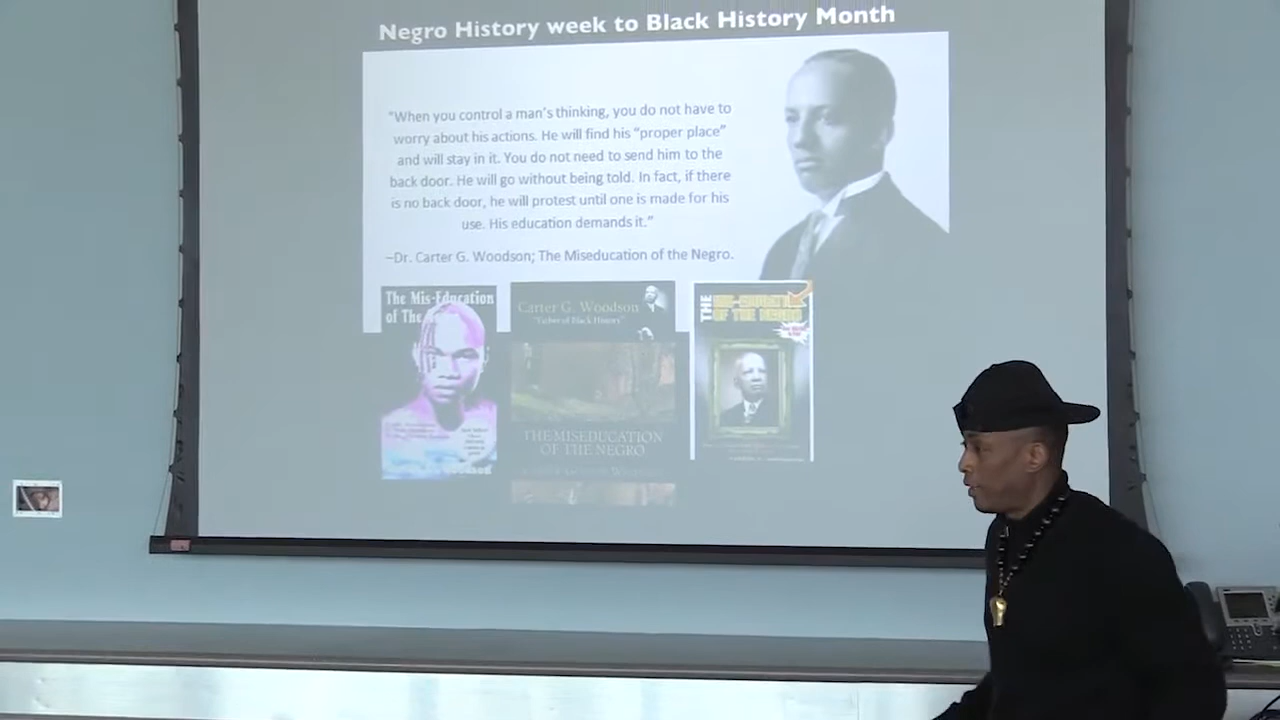 Negro History week to Black History Month
"When you control a man's thinking, you do not have to
worry about his actions. He will find his "proper place"
and will stay in it. You do not need to send him to the
back door. He will go without being told. In fact, if there
is no back door, he will protest until one is made for his
use. His education demands it."
~Dr. Carter G. Woodson; The Miseducation of the Negro.
The Mis-Education
of The
Carter G. Woodson
"Father of Black History"
THE MISEDUCATION
OF THE NEGRO
THE
OF THE NEGRO